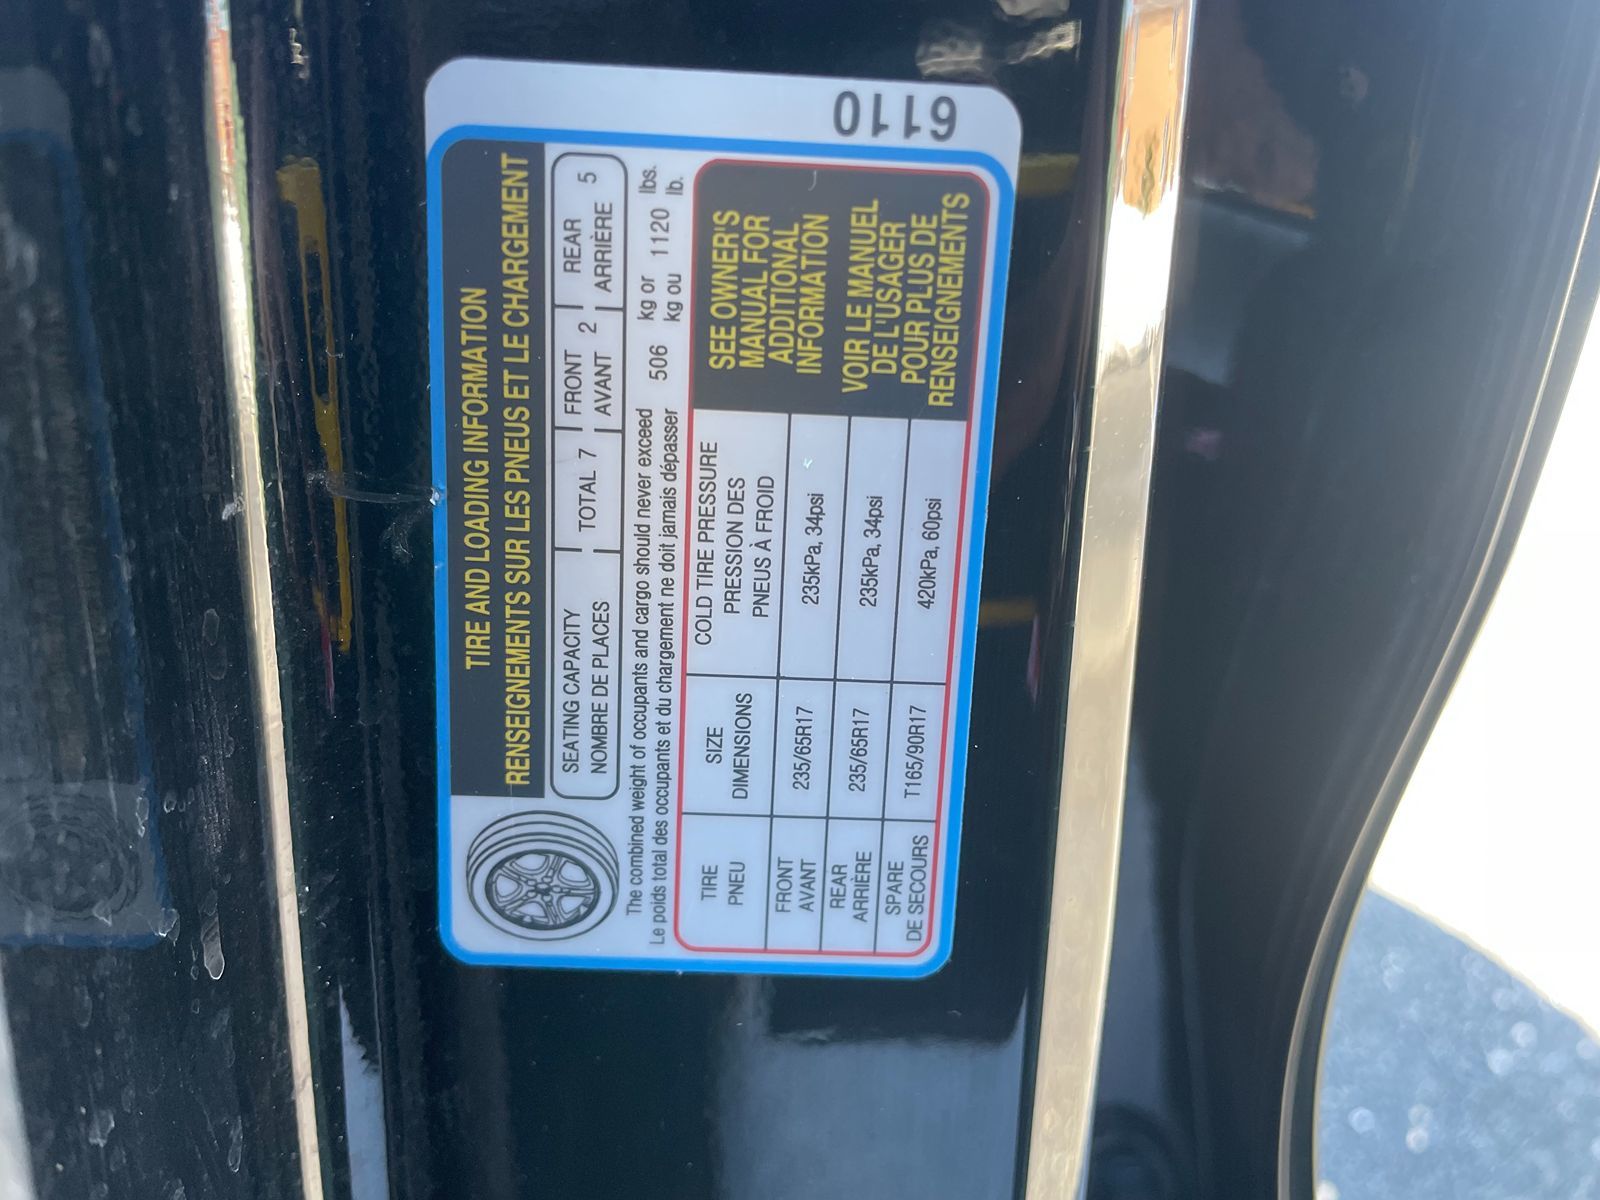 TIRE AND LOADING INFORMATION
RENSEIGNEMENTS SUR LES PNEUS ET LE CHARGEMENT
SEATING CAPACITY TOTAL 7 FRONT 2 REAR 5
NOMBRE DE PLACES AVANT ARRIÈRE
The combined weight of occupants and cargo should never exceed 506 kg or 1120 lbs.
Le poids total des occupants et du chargement ne doit jamais dépasser kg ou lb.
TIRE SIZE COLD TIRE PRESSURE
PNEU DIMENSIONS PRESSION DES
PNEUS À FROID
FRONT
AVANT 235/65R17 235kPa, 34psi
REAR
ARRIÈRE 235/65R17 235kPa, 34psi
SPARE
DE SECOURS T165/90R17 420kPa, 60psi
SEE OWNER'S
MANUAL FOR
ADDITIONAL
INFORMATION
VOIR LE MANUEL
DE L'USAGER
POUR PLUS DE
RENSEIGNEMENTS
6110